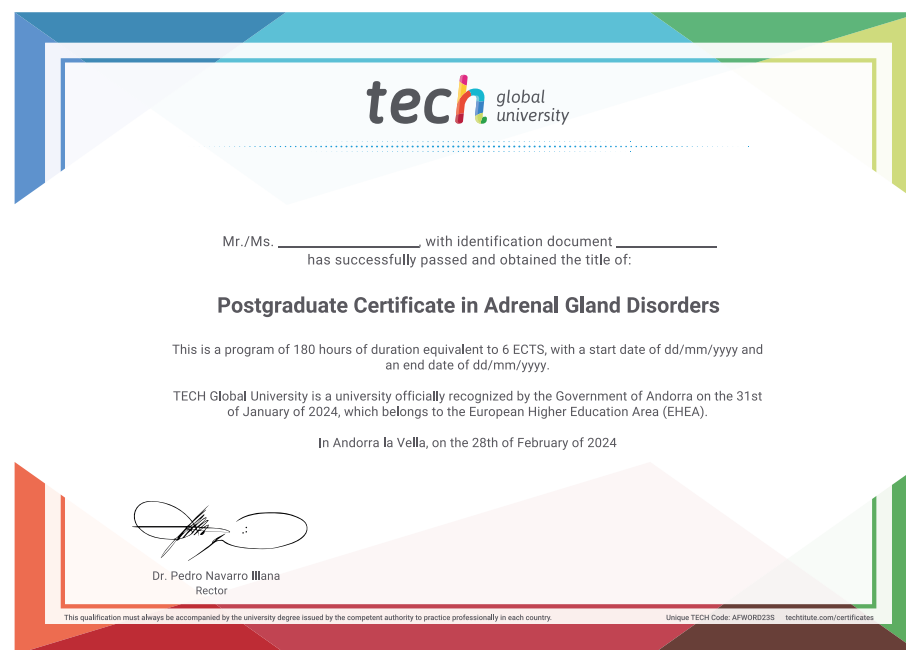 tech global
university
Mr./Ms. ____________________, with identification document ______________
has successfully passed and obtained the title of:
Postgraduate Certificate in Adrenal Gland Disorders
This is a program of 180 hours of duration equivalent to 6 ECTS, with a start date of dd/mm/yyyy and
an end date of dd/mm/yyyy.
TECH Global University is a university officially recognized by the Government of Andorra on the 31st
of January of 2024, which belongs to the European Higher Education Area (EHEA).
In Andorra la Vella, on the 28th of February of 2024
Dr. Pedro Navarro Illana
Rector
This qualification must always be accompanied by the university degree issued by the competent authority to practice professionally in each country.
Unique TECH Code: AFWORD23S techtitute.com/certificates